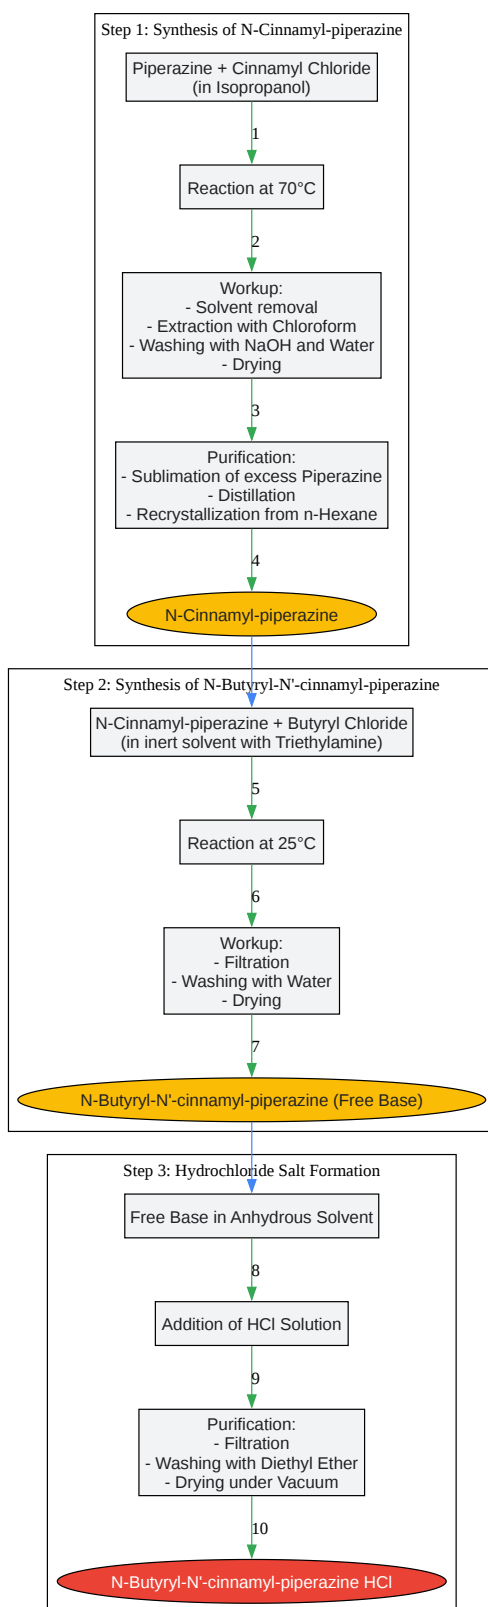 Step 1: Synthesis of N-Cinnamyl-piperazine
Piperazine + Cinnamyl Chloride
(in Isopropanol)
1
Reaction at 70°C
2
Workup:
- Solvent removal
- Extraction with Chloroform
- Washing with NaOH and Water
- Drying
3
Purification:
- Sublimation of excess Piperazine
- Distillation
- Recrystallization from n-Hexane
4
N-Cinnamyl-piperazine
Step 2: Synthesis of N-Butyryl-N'-cinnamyl-piperazine
N-Cinnamyl-piperazine + Butyryl Chloride
(in inert solvent with Triethylamine)
5
Reaction at 25°C
6
Workup:
- Filtration
- Washing with Water
- Drying
7
N-Butyryl-N'-cinnamyl-piperazine (Free Base)
Step 3: Hydrochloride Salt Formation
Free Base in Anhydrous Solvent
8
Addition of HCl Solution
9
Purification:
- Filtration
- Washing with Diethyl Ether
- Drying under Vacuum
10
N-Butyryl-N'-cinnamyl-piperazine HCl